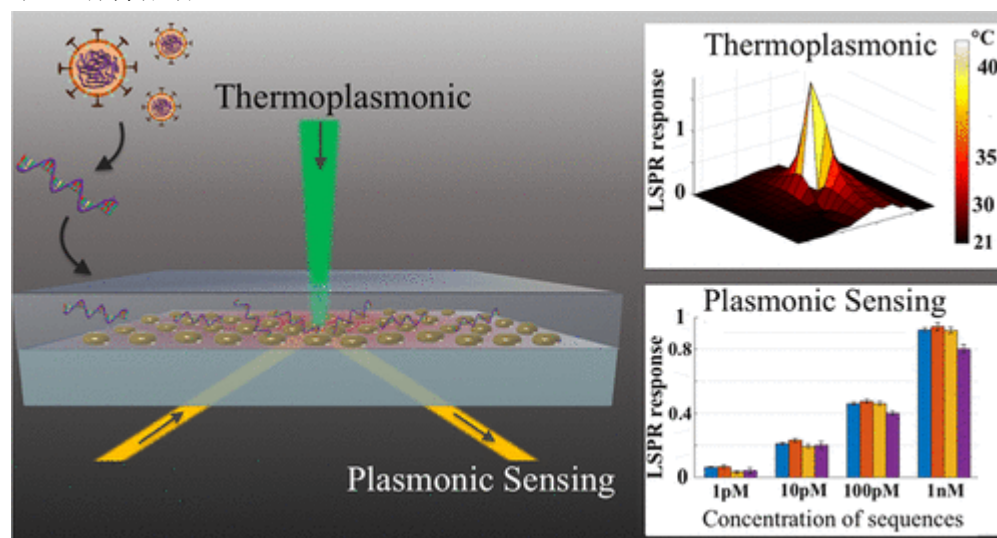 Thermoplasmonic
Plasmonic Sensing
Thermoplasmonic
°C
LSPR response
1
0
40
35
30
21
Plasmonic Sensing
LSPR response
1
0.8
0.4
0
1pM
10pM
100pM
1nM
Concentration of sequences